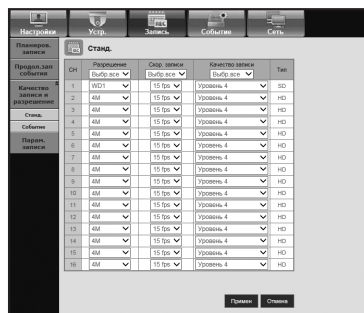 Настройки Устр. Запись Событие Сеть
Планиров. записи
Продол.зап события
Качество записи и разрешение
Станд.
Событие
Парам. записи
Станд.
CH Разрешение Скор. записи Качество записи Тип
Выбр.все Выбр.все Выбр.все
1 WD1 15 fps Уровень 4 SD
2 4M 15 fps Уровень 4 HD
3 4M 15 fps Уровень 4 HD
4 4M 15 fps Уровень 4 HD
5 4M 15 fps Уровень 4 HD
6 4M 15 fps Уровень 4 HD
7 4M 15 fps Уровень 4 HD
8 4M 15 fps Уровень 4 HD
9 4M 15 fps Уровень 4 HD
10 4M 15 fps Уровень 4 HD
11 4M 15 fps Уровень 4 HD
12 4M 15 fps Уровень 4 HD
13 4M 15 fps Уровень 4 HD
14 4M 15 fps Уровень 4 HD
15 4M 15 fps Уровень 4 HD
16 4M 15 fps Уровень 4 HD
Примен Отмена